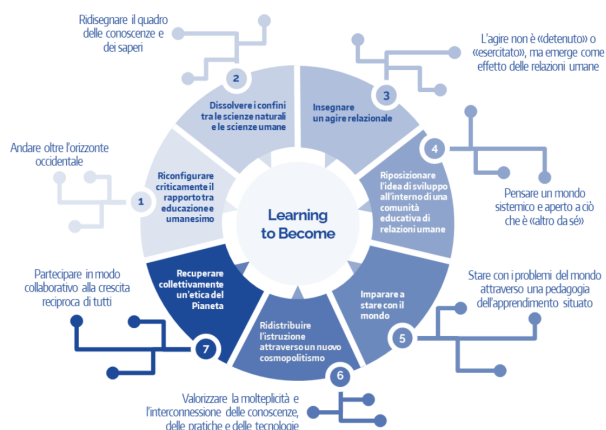 Ridisegnare il quadro
delle conoscenze e
dei saperi
L'agire non è «detenuto» o
«esercitato», ma emerge come
effetto delle relazioni umane
2
3
Dissolvere i confini
tra le scienze naturali
e le scienze umane
Insegnare
un agire relazionale
Andare oltre l'orizzonte
occidentale
4
Riconfigurare
criticamente il
rapporto tra
educazione e
umanesimo
Riposizionare
l'idea di sviluppo
all'interno di una
comunità
educativa di
relazioni umane
1
Pensare un mondo
sistemico e aperto a ciò
che è «altro da sé»
Learning
to Become
Partecipare in modo
collaborativo alla crescita
reciproca di tutti
Recuperare
collettivamente
un'etica del
Pianeta
Imparare a
stare con il
mondo
Stare con i problemi del mondo
attraverso una pedagogia
dell'apprendimento situato
Ridistribuire
l'istruzione
attraverso un nuovo
cosmopolitismo
7
5
6
Valorizzare la molteplicità e
l'interconnessione delle conoscenze,
delle pratiche e delle tecnologie